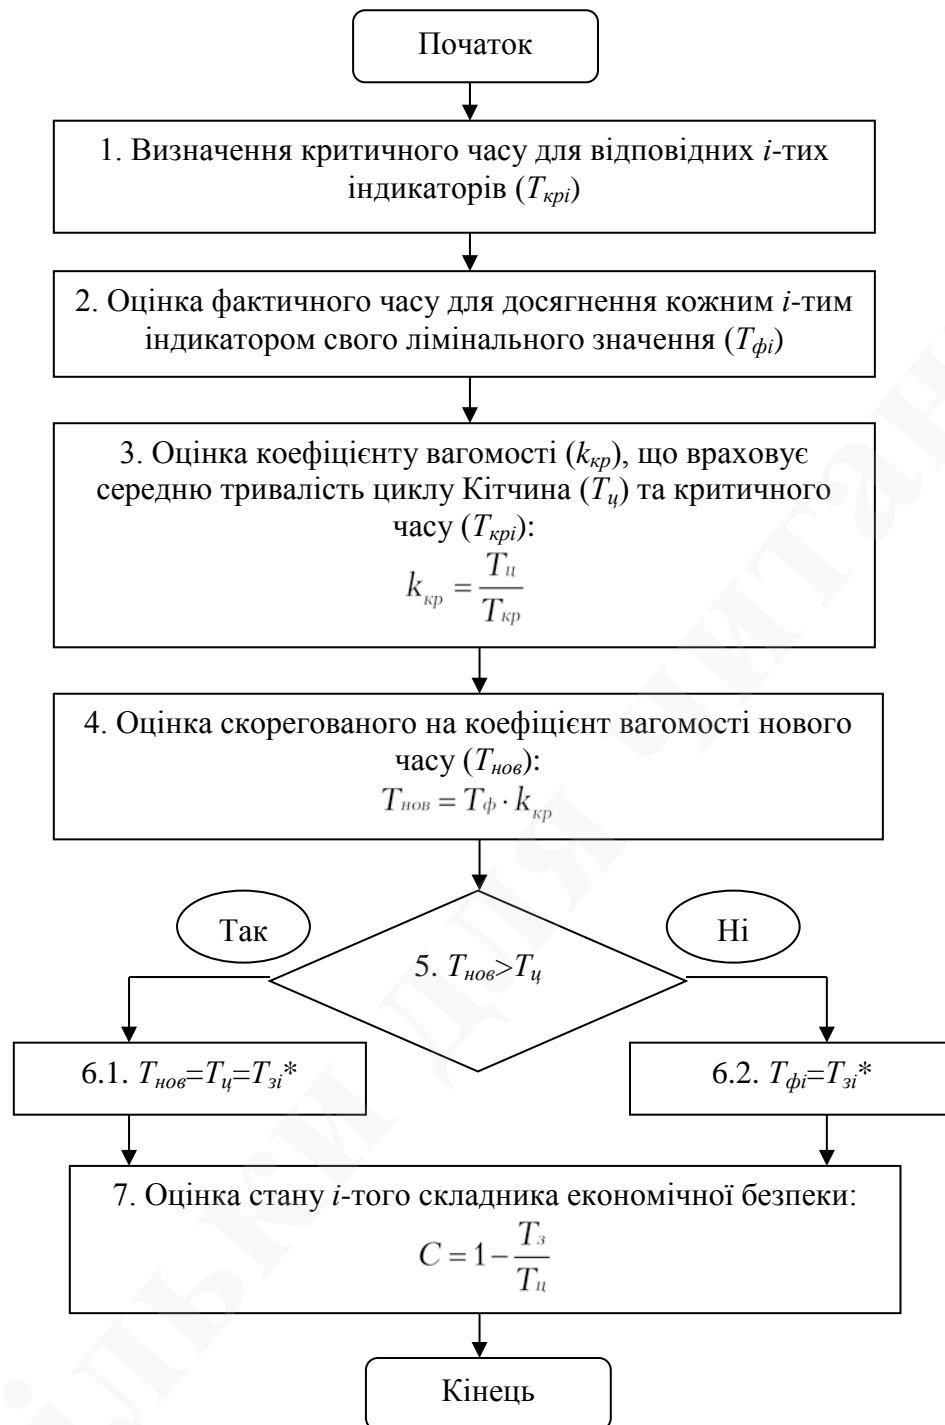 Початок
1. Визначення критичного часу для відповідних i-тих
індикаторів (Tкрі)
2. Оцінка фактичного часу для досягнення кожним i-тим
індикатором свого лімінального значення (Tфі)
3. Оцінка коефіцієнту вагомості (kкр), що враховує
середню тривалість циклу Кітчина (Tц) та критичного
часу (Tкрі):
kкр = Tц / Tкр
4. Оцінка скорегованого на коефіцієнт вагомості нового
часу (Tнов):
Tнов = Tф · kкр
Так
Ні
5. Tнов>Tц
6.1. Tнов=Tц=Tзі*
6.2. Tфі=Tзі*
7. Оцінка стану i-того складника економічної безпеки:
C = 1 − Tз / Tц
Кінець